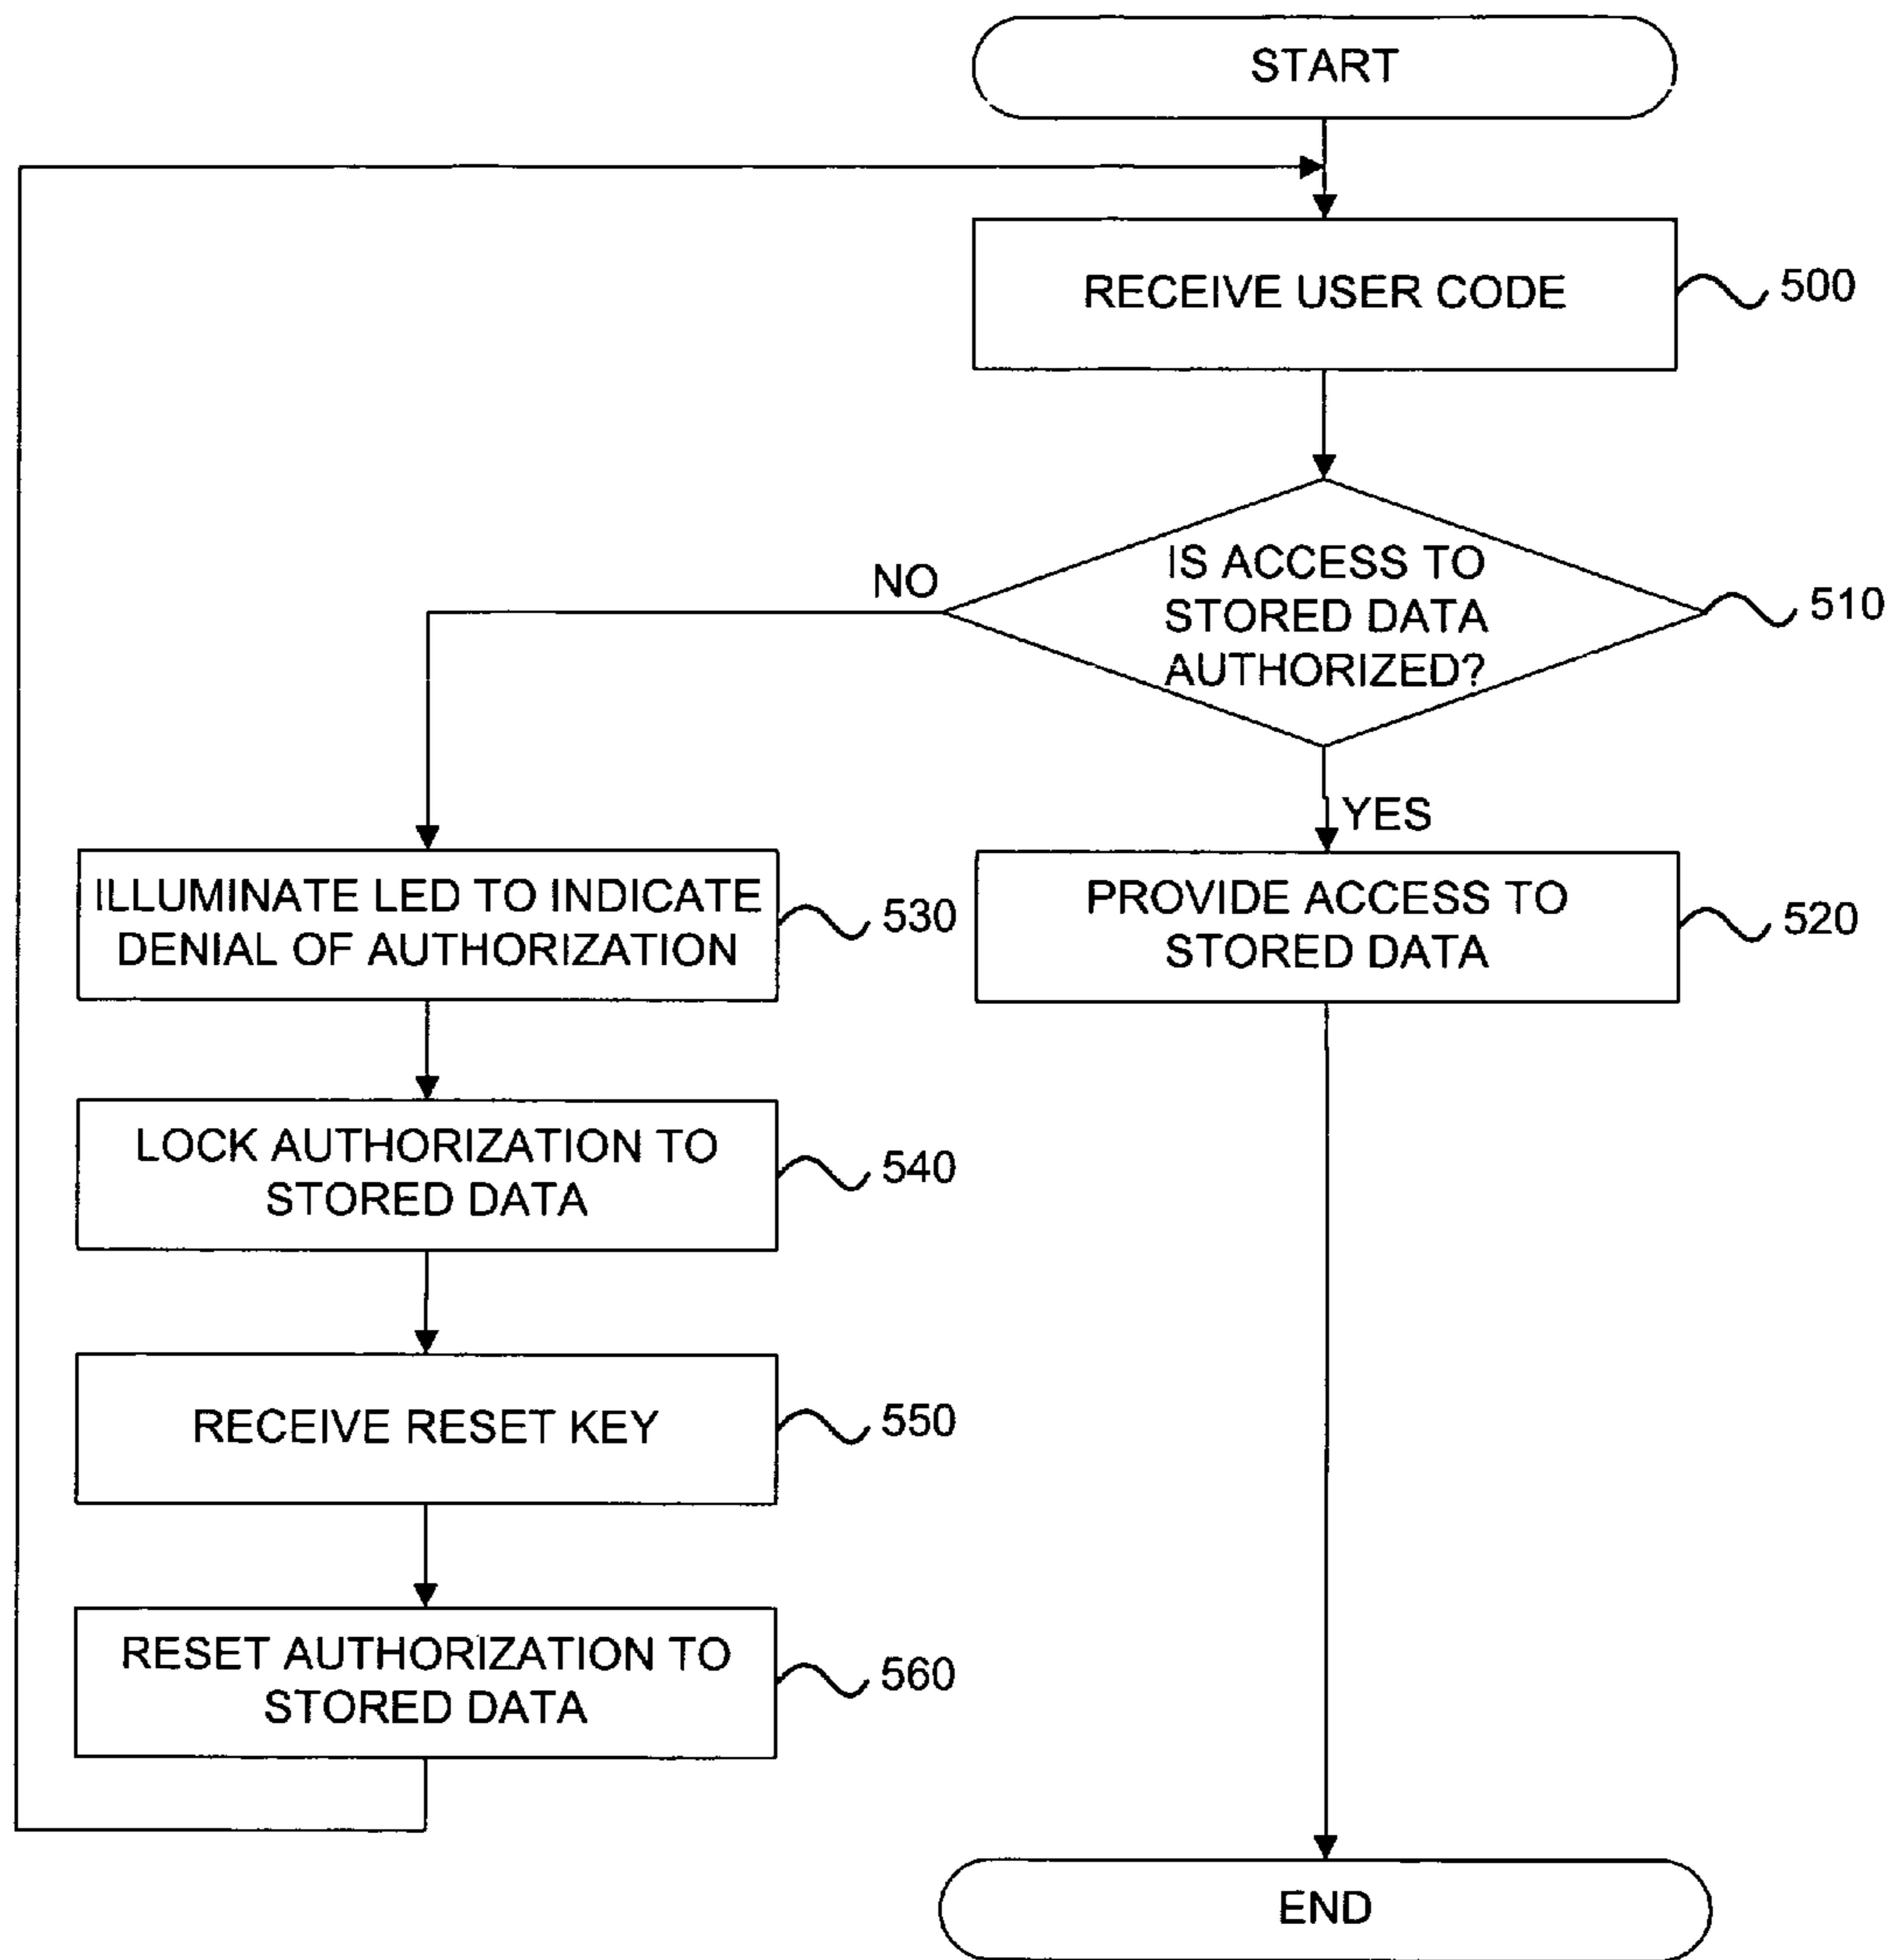 START
RECEIVE USER CODE
500
IS ACCESS TO
STORED DATA
AUTHORIZED?
510
NO
YES
ILLUMINATE LED TO INDICATE
DENIAL OF AUTHORIZATION
530
PROVIDE ACCESS TO
STORED DATA
520
LOCK AUTHORIZATION TO
STORED DATA
540
RECEIVE RESET KEY
550
RESET AUTHORIZATION TO
STORED DATA
560
END